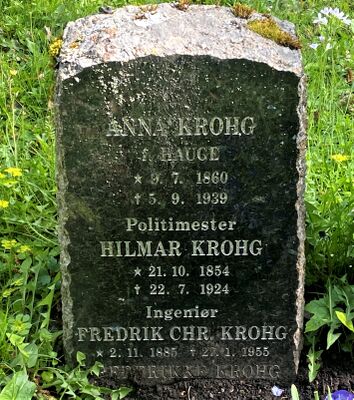 ANNA KROHG
f. HAUGE
* 9. 7. 1860
† 5. 9. 1939
Politimester
HILMAR KROHG
* 21. 10. 1854
† 22. 7. 1924
Ingeniør
FREDRIK CHR. KROHG
* 2. 11. 1885 † 27. 1. 1955
KROHG